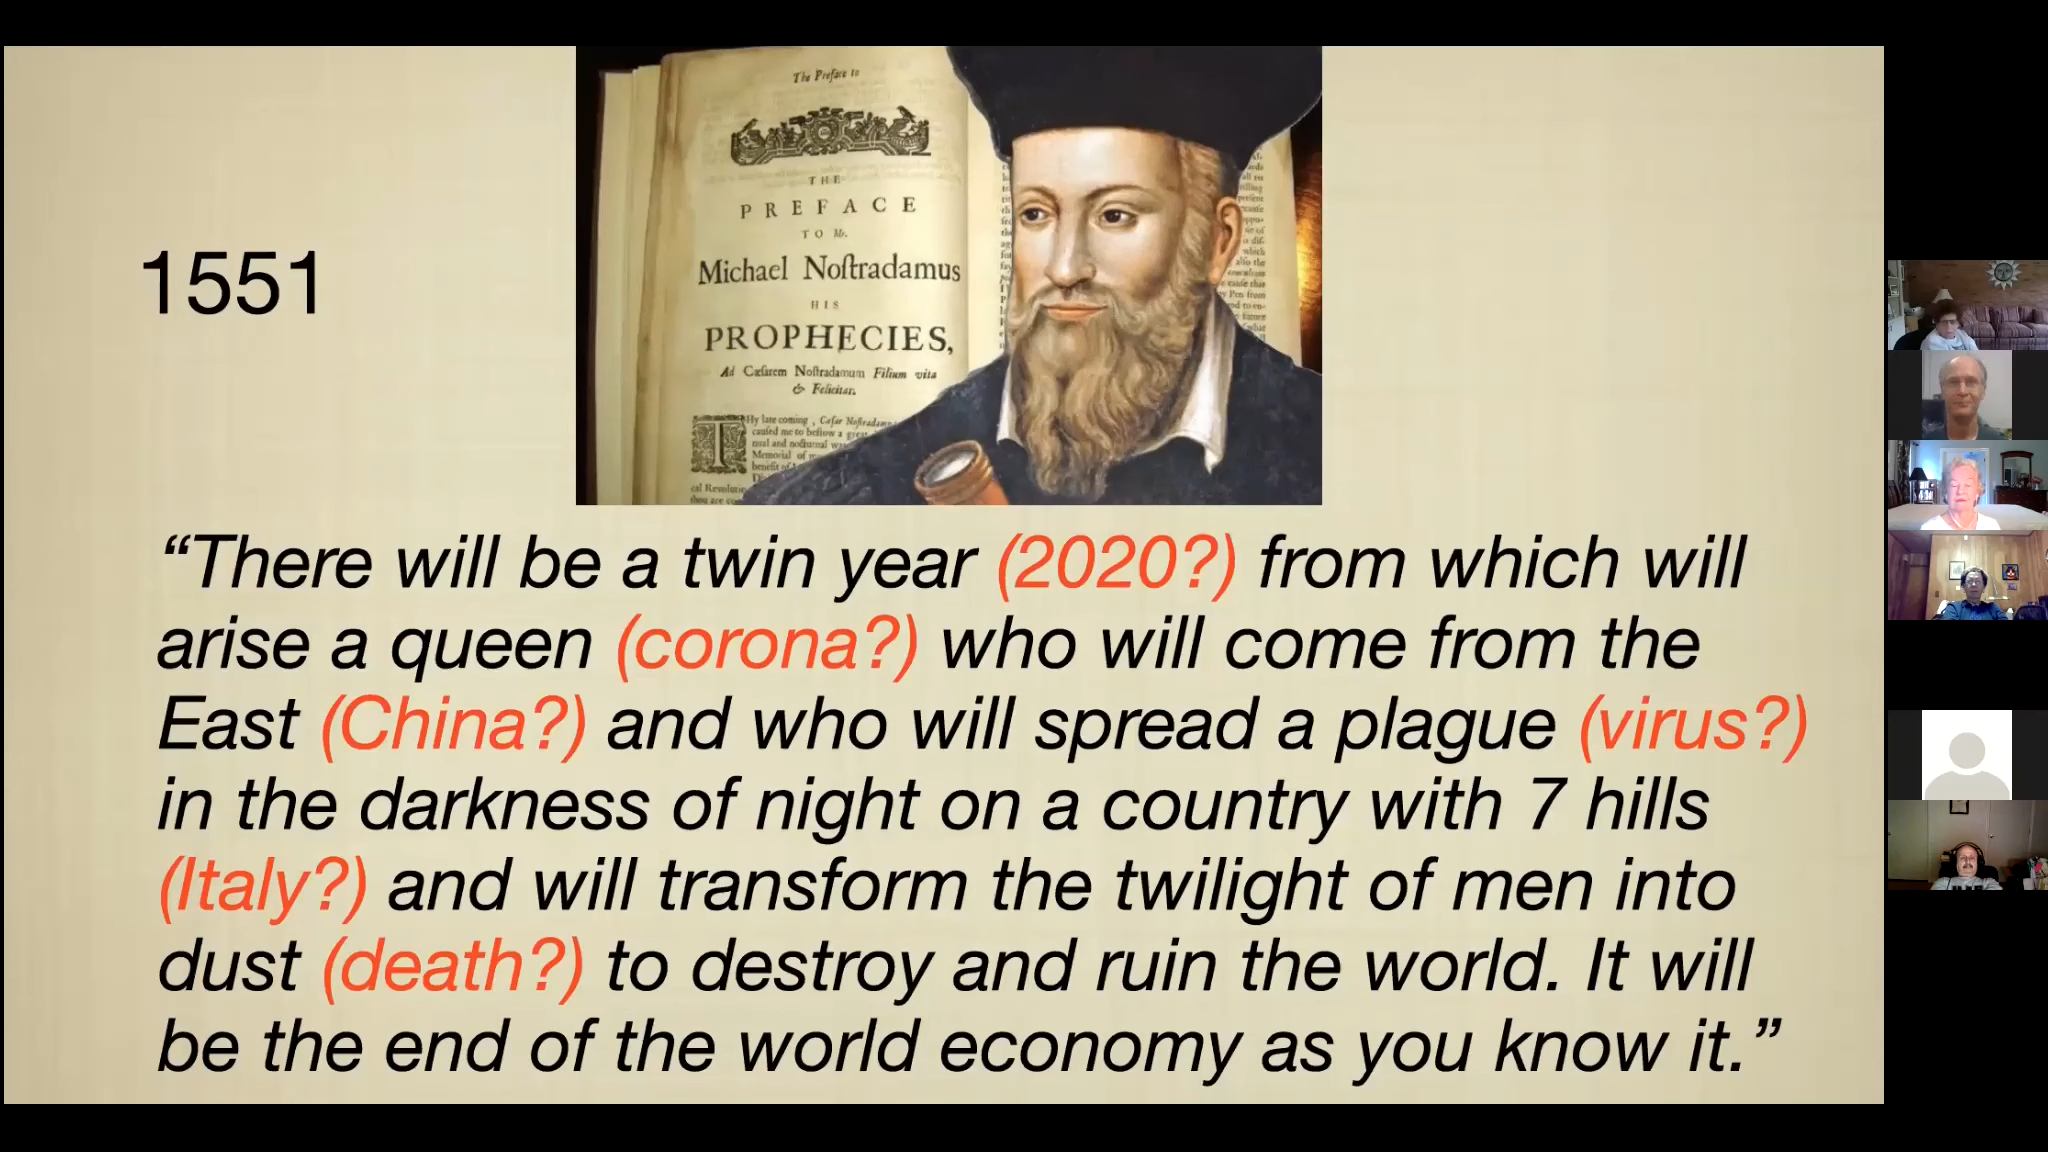 The Preface to
THE
PREFACE
TO Mr.
Michael Noſtradamus
HIS
PROPHECIES,
Ad Cæſarem Noſtradamum Filium vita
& Felicitas.
1551
“There will be a twin year (2020?) from which will
arise a queen (corona?) who will come from the
East (China?) and who will spread a plague (virus?)
in the darkness of night on a country with 7 hills
(Italy?) and will transform the twilight of men into
dust (death?) to destroy and ruin the world. It will
be the end of the world economy as you know it.”